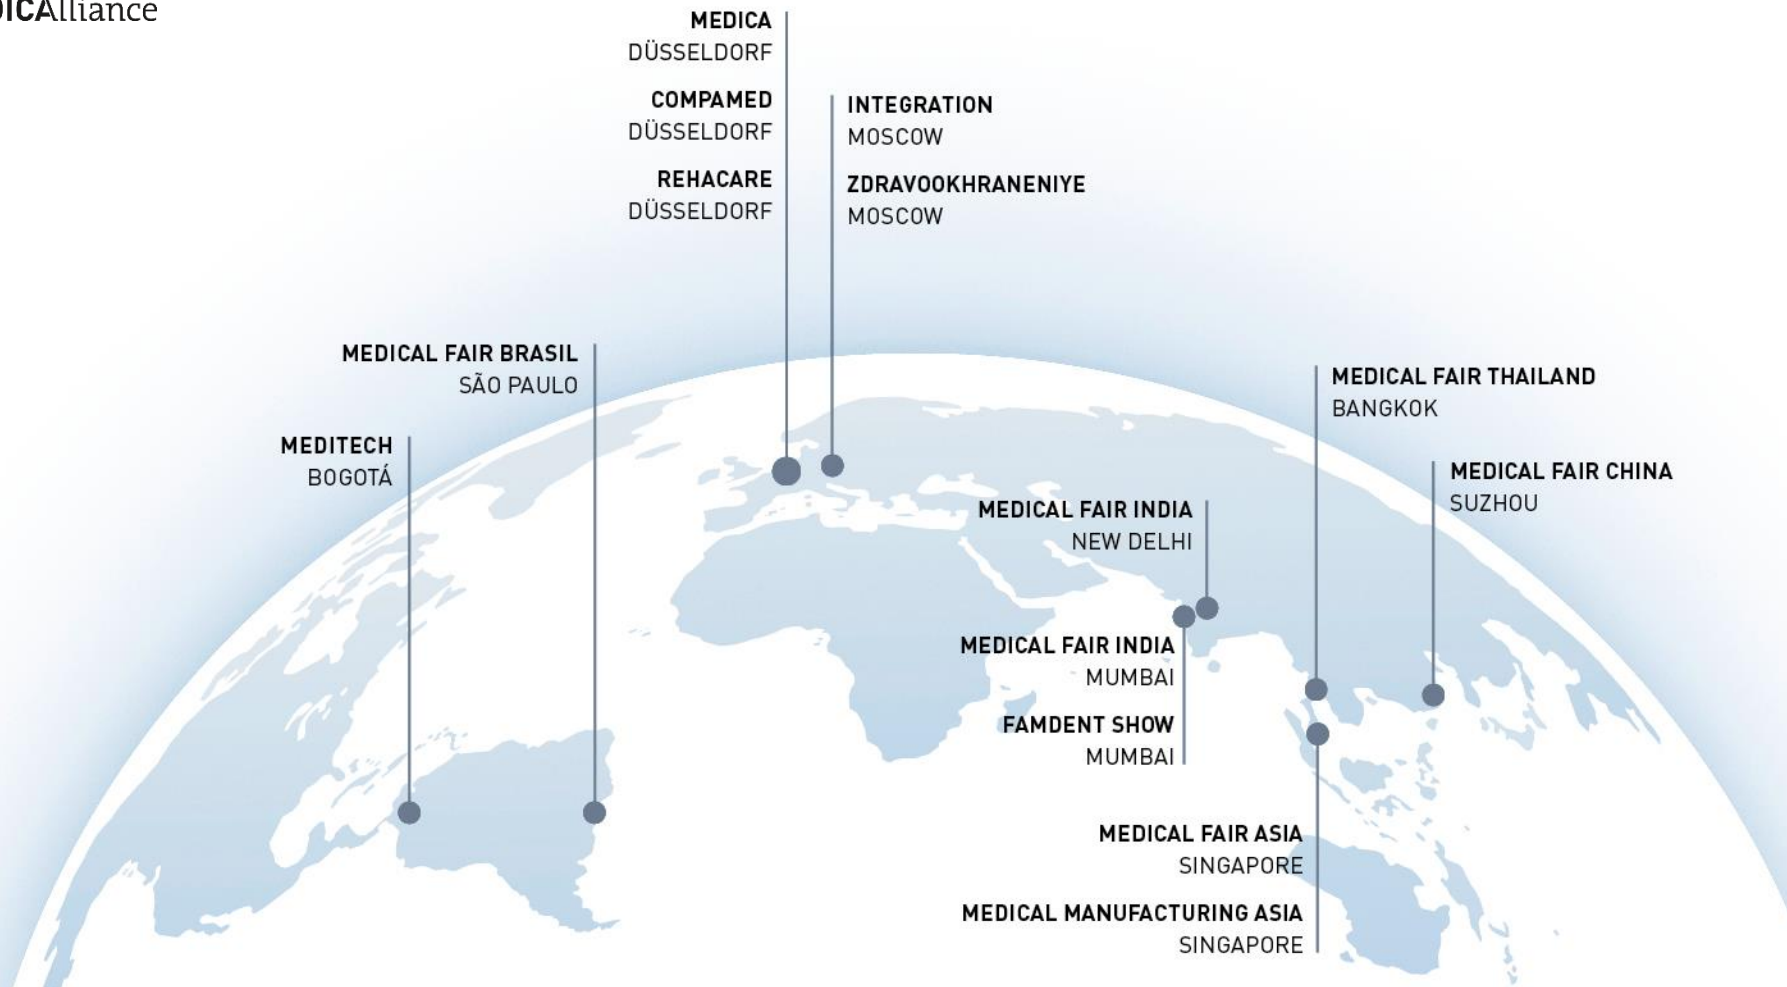 DICAlliance
MEDICA
DÜSSELDORF
COMPAMED
DÜSSELDORF
REHACARE
DÜSSELDORF
INTEGRATION
MOSCOW
ZDRAVOOKHRANENIYE
MOSCOW
MEDICAL FAIR BRASIL
SÃO PAULO
MEDITECH
BOGOTÁ
MEDICAL FAIR THAILAND
BANGKOK
MEDICAL FAIR CHINA
SUZHOU
MEDICAL FAIR INDIA
NEW DELHI
MEDICAL FAIR INDIA
MUMBAI
FAMDENT SHOW
MUMBAI
MEDICAL FAIR ASIA
SINGAPORE
MEDICAL MANUFACTURING ASIA
SINGAPORE